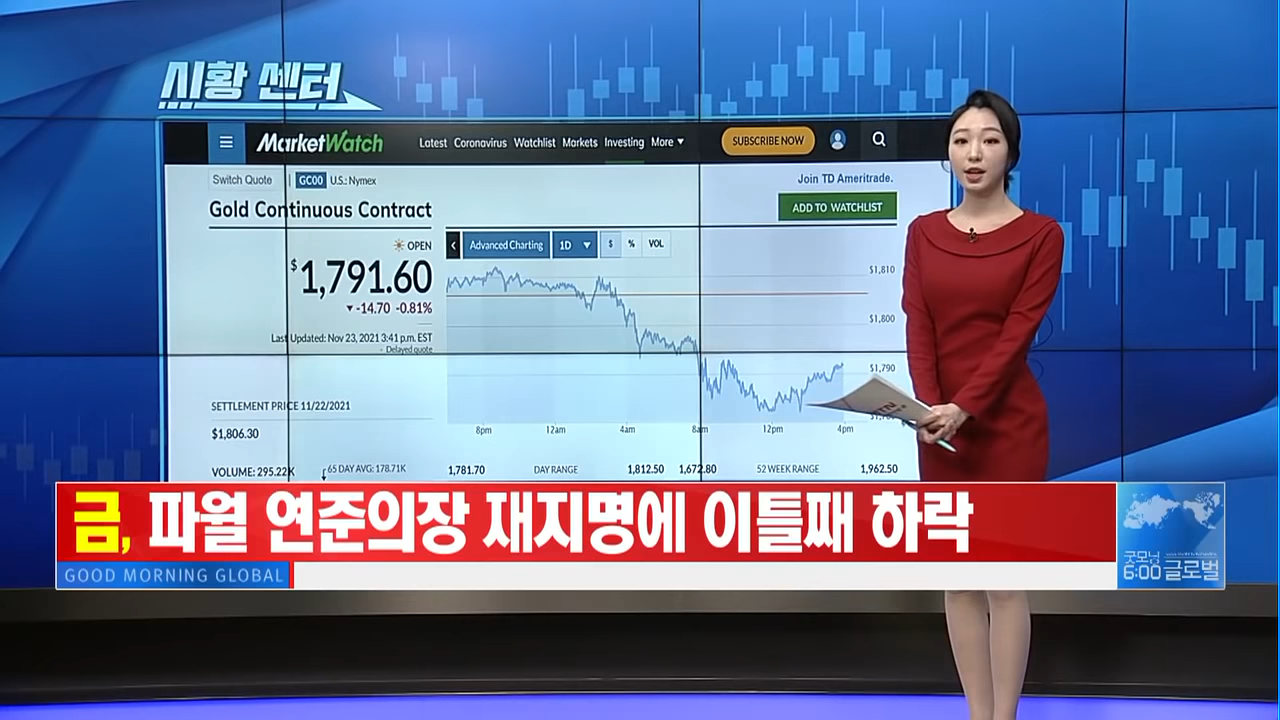 시황 센터
MarketWatch
Latest Coronavirus Watchlist Markets Investing More
SUBSCRIBE NOW
Switch Quote | GC00 U.S.: Nymex
Join TD Ameritrade.
Gold Continuous Contract
ADD TO WATCHLIST
OPEN
Advanced Charting 1D $ % VOL
$1,791.60
-14.70 -0.81%
Last Updated: Nov 23, 2021 3:41 p.m. EST
Delayed quote
$1,810
$1,800
$1,790
SETTLEMENT PRICE 11/22/2021
$1,806.30
8pm 12am 4am 8am 12pm 4pm
VOLUME: 295.22K 65 DAY AVG: 178.71K
1,781.70 DAY RANGE 1,812.50
1,672.80 52 WEEK RANGE 1,962.50
금, 파월 연준의장 재지명에 이틀째 하락
GOOD MORNING GLOBAL
굿모닝
6:00 글로벌